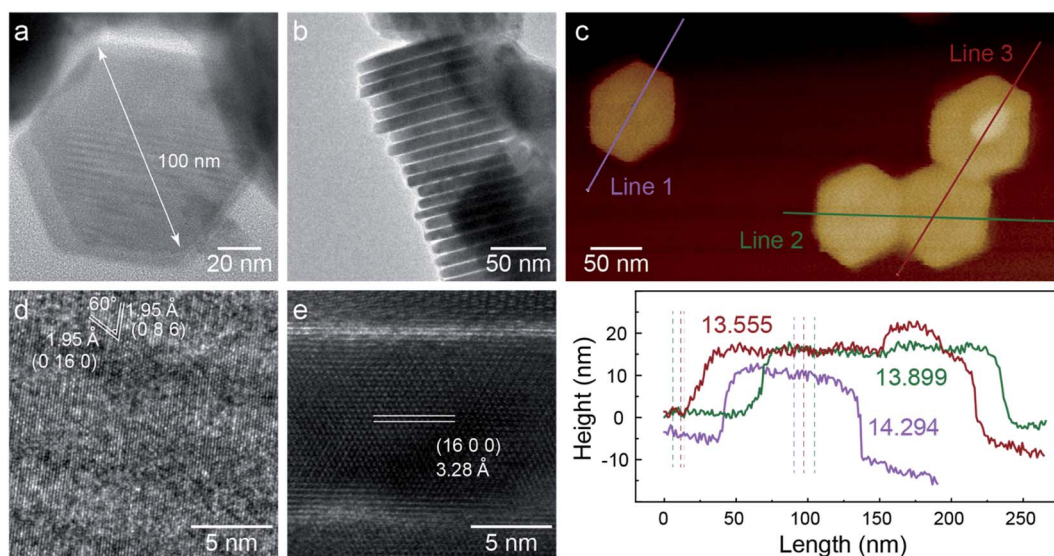 a
100 nm
20 nm
b
50 nm
c
Line 1
Line 2
Line 3
50 nm
d
60°
1.95 Å
(0 8 6)
1.95 Å
(0 16 0)
5 nm
e
(16 0 0)
3.28 Å
5 nm
Height (nm)
20
10
0
-10
13.555
13.899
14.294
0
50
100
150
200
250
Length (nm)